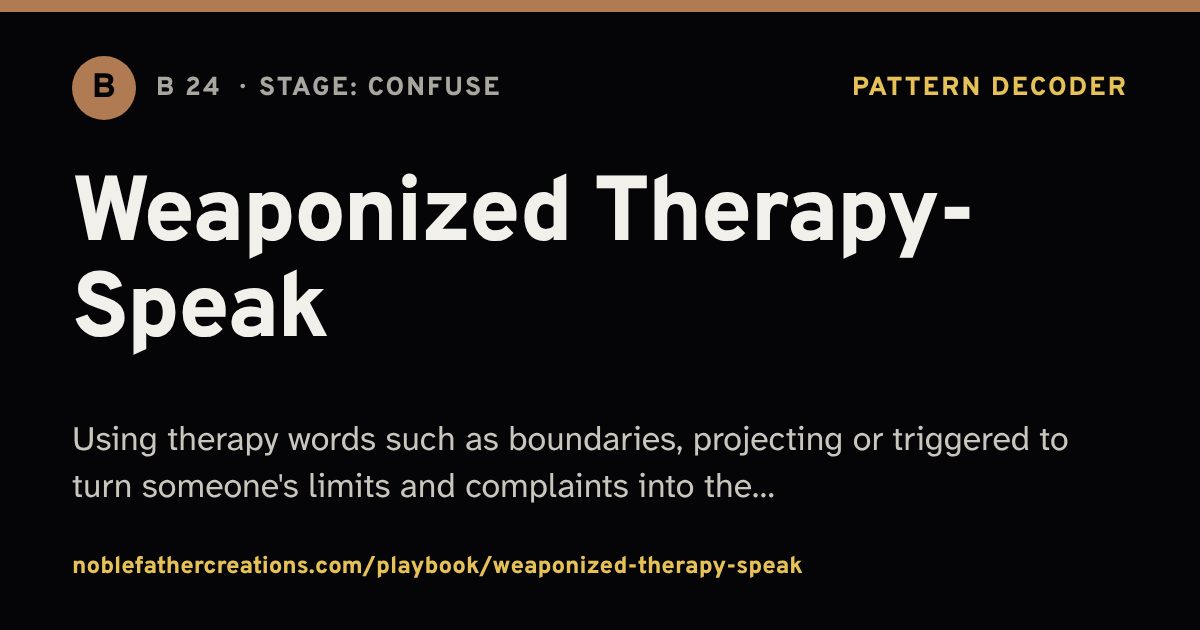 B
B 24 · STAGE: CONFUSE
PATTERN DECODER
Weaponized Therapy-
Speak
Using therapy words such as boundaries, projecting or triggered to
turn someone's limits and complaints into the...
noblefathercreations.com/playbook/weaponized-therapy-speak